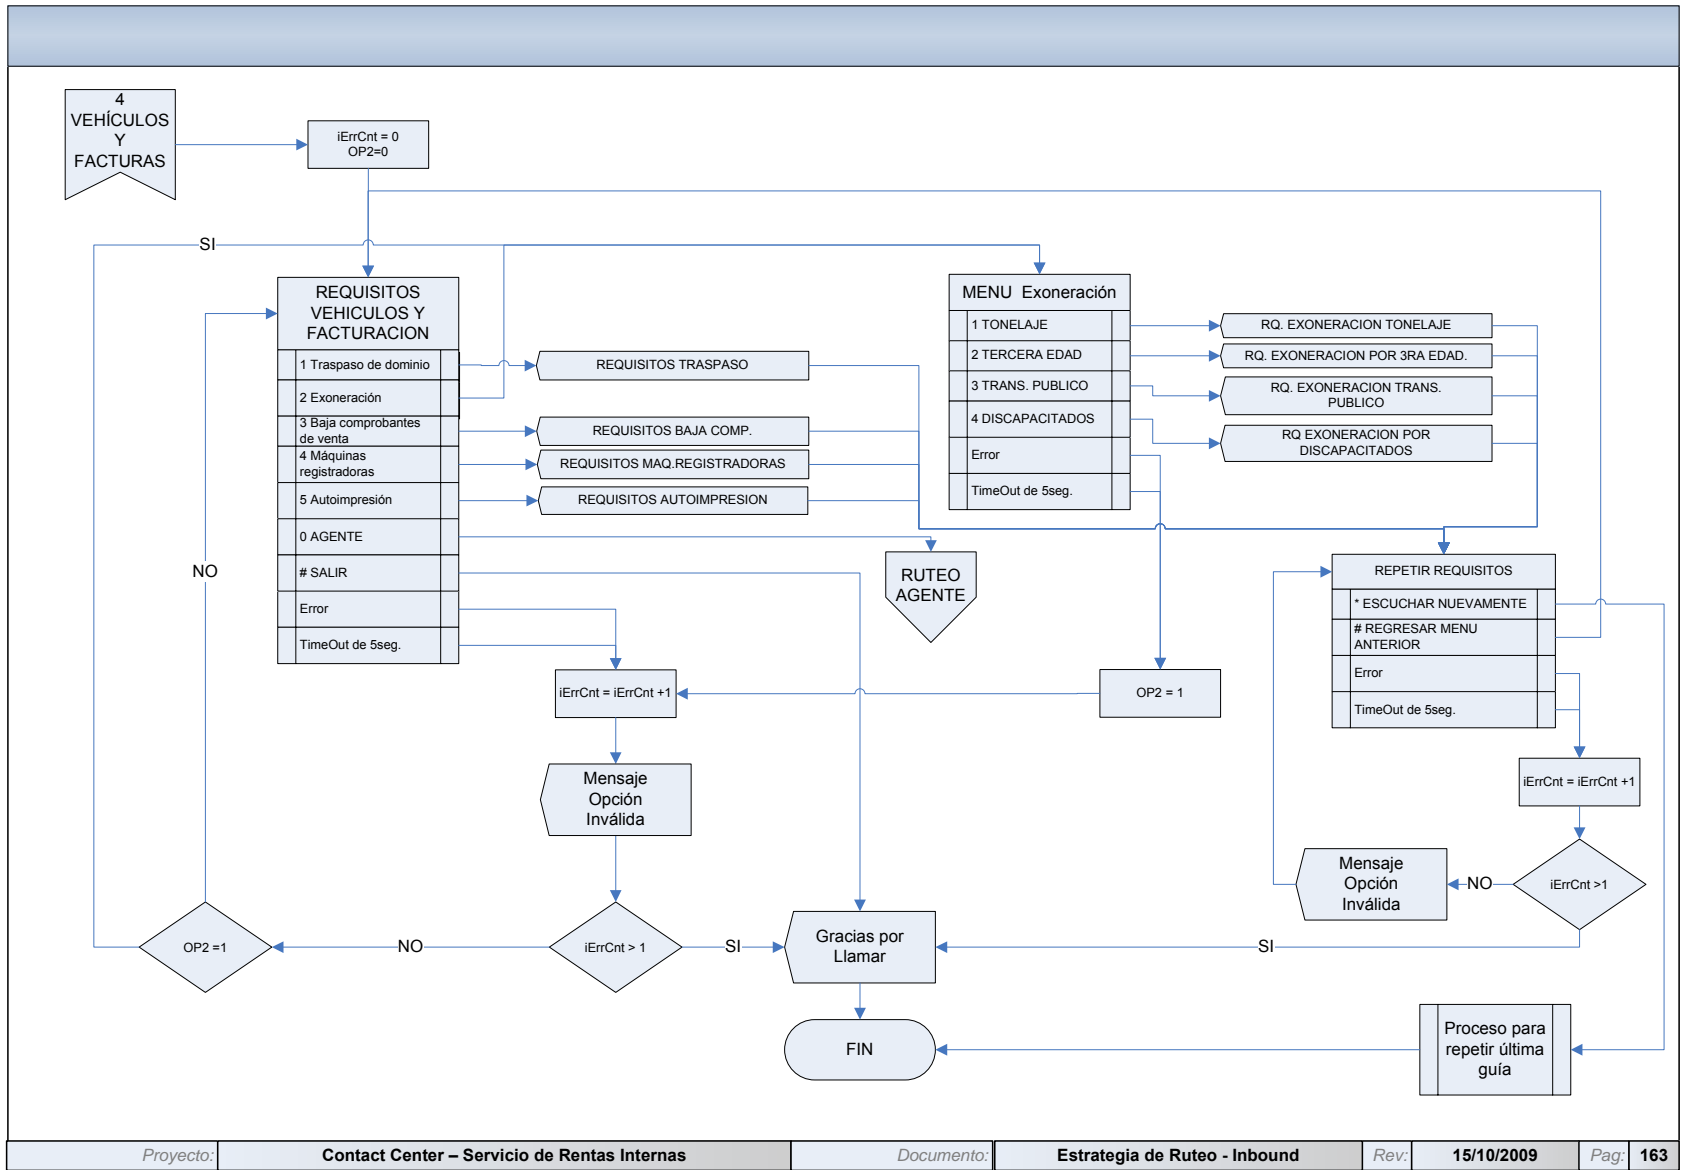 4
VEHÍCULOS
Y
FACTURAS
iErrCnt = 0
OP2=0
SI
REQUISITOS
VEHICULOS Y
FACTURACION
1 Traspaso de dominio
2 Exoneración
3 Baja comprobantes
de venta
4 Máquinas
registradoras
5 Autoimpresión
0 AGENTE
# SALIR
Error
TimeOut de 5seg.
REQUISITOS TRASPASO
REQUISITOS BAJA COMP.
REQUISITOS MAQ.REGISTRADORAS
REQUISITOS AUTOIMPRESION
MENU Exoneración
1 TONELAJE
2 TERCERA EDAD
3 TRANS. PUBLICO
4 DISCAPACITADOS
Error
TimeOut de 5seg.
RQ. EXONERACION TONELAJE
RQ. EXONERACION POR 3RA EDAD.
RQ. EXONERACION TRANS.
PUBLICO
RQ EXONERACION POR
DISCAPACITADOS
NO
RUTEO
AGENTE
REPETIR REQUISITOS
* ESCUCHAR NUEVAMENTE
# REGRESAR MENU
ANTERIOR
Error
TimeOut de 5seg.
iErrCnt = iErrCnt +1
OP2 = 1
Mensaje
Opción
Inválida
iErrCnt = iErrCnt +1
Mensaje
Opción
Inválida
NO
iErrCnt >1
OP2 =1
NO
iErrCnt > 1
SI
Gracias por
Llamar
SI
FIN
Proceso para
repetir última
guía
Proyecto:
Contact Center – Servicio de Rentas Internas
Documento:
Estrategia de Ruteo - Inbound
Rev:
15/10/2009
Pag:
163